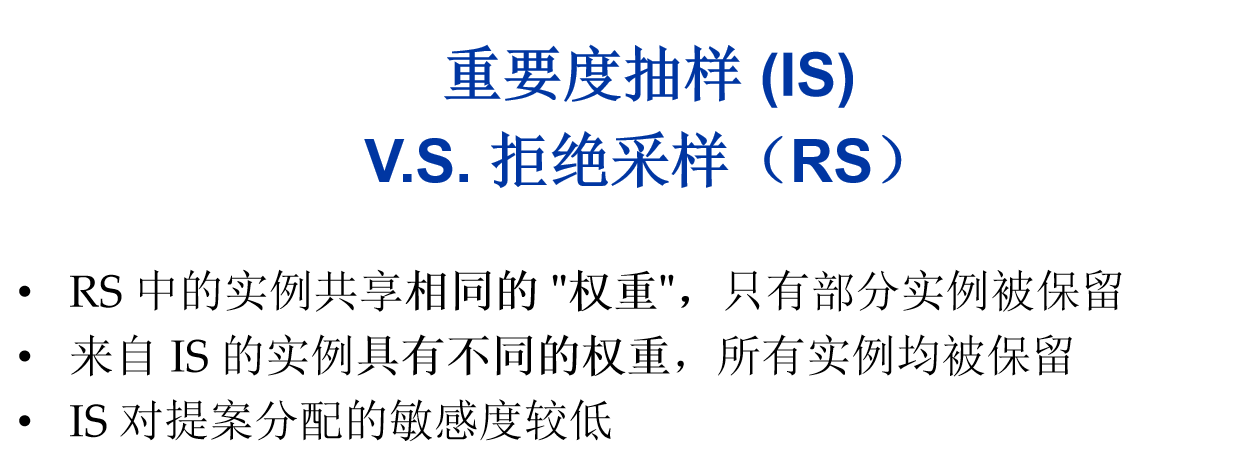 重要度抽样 (IS)
V.S. 拒绝采样（RS）
• RS 中的实例共享相同的 "权重"，只有部分实例被保留
• 来自 IS 的实例具有不同的权重，所有实例均被保留
• IS 对提案分配的敏感度较低